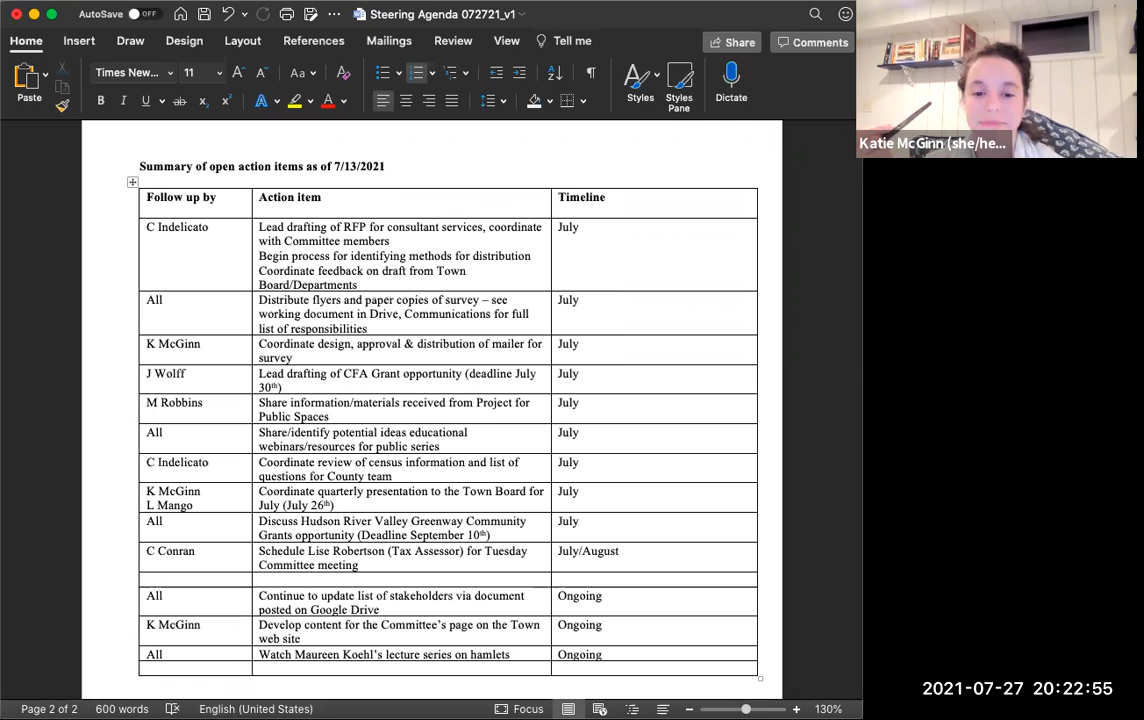 AutoSave OFF Steering Agenda 072721_v1
Home Insert Draw Design Layout References Mailings Review View Tell me Share Comments
Paste Times New... 11 Aa Styles Styles Pane Dictate
Katie McGinn (she/he...
Summary of open action items as of 7/13/2021
Follow up by Action item Timeline
C Indelicato Lead drafting of RFP for consultant services, coordinate July
with Committee members
Begin process for identifying methods for distribution
Coordinate feedback on draft from Town
Board/Departments
All Distribute flyers and paper copies of survey – see July
working document in Drive, Communications for full
list of responsibilities
K McGinn Coordinate design, approval & distribution of mailer for July
survey
J Wolff Lead drafting of CFA Grant opportunity (deadline July July
30th)
M Robbins Share information/materials received from Project for July
Public Spaces
All Share/identify potential ideas educational July
webinars/resources for public series
C Indelicato Coordinate review of census information and list of July
questions for County team
K McGinn Coordinate quarterly presentation to the Town Board for July
L Mango July (July 26th)
All Discuss Hudson River Valley Greenway Community July
Grants opportunity (Deadline September 10th)
C Conran Schedule Lise Robertson (Tax Assessor) for Tuesday July/August
Committee meeting
All Continue to update list of stakeholders via document Ongoing
posted on Google Drive
K McGinn Develop content for the Committee's page on the Town Ongoing
web site
All Watch Maureen Koehl's lecture series on hamlets Ongoing
2021-07-27 20:22:55
Page 2 of 2 600 words English (United States) Focus 130%